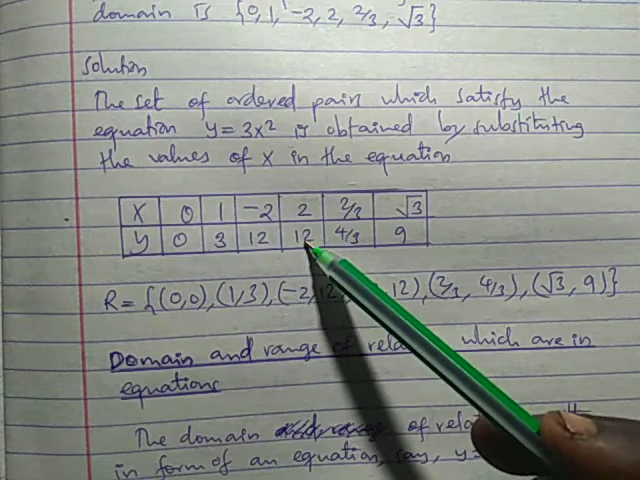 domain is {0, 1, -2, 2, 2/3, √3}
Solution
The set of ordered pairs which satisfy the
equation y = 3x² is obtained by substituting
the values of x in the equation
X 0 1 -2 2 2/3 √3
Y 0 3 12 12 4/3 9
R = {(0,0), (1,3), (-2, 12 12), (2/3, 4/3), (√3, 9)}
Domain and range of which are in
equations
The domain of
in form of an equation, say, y =